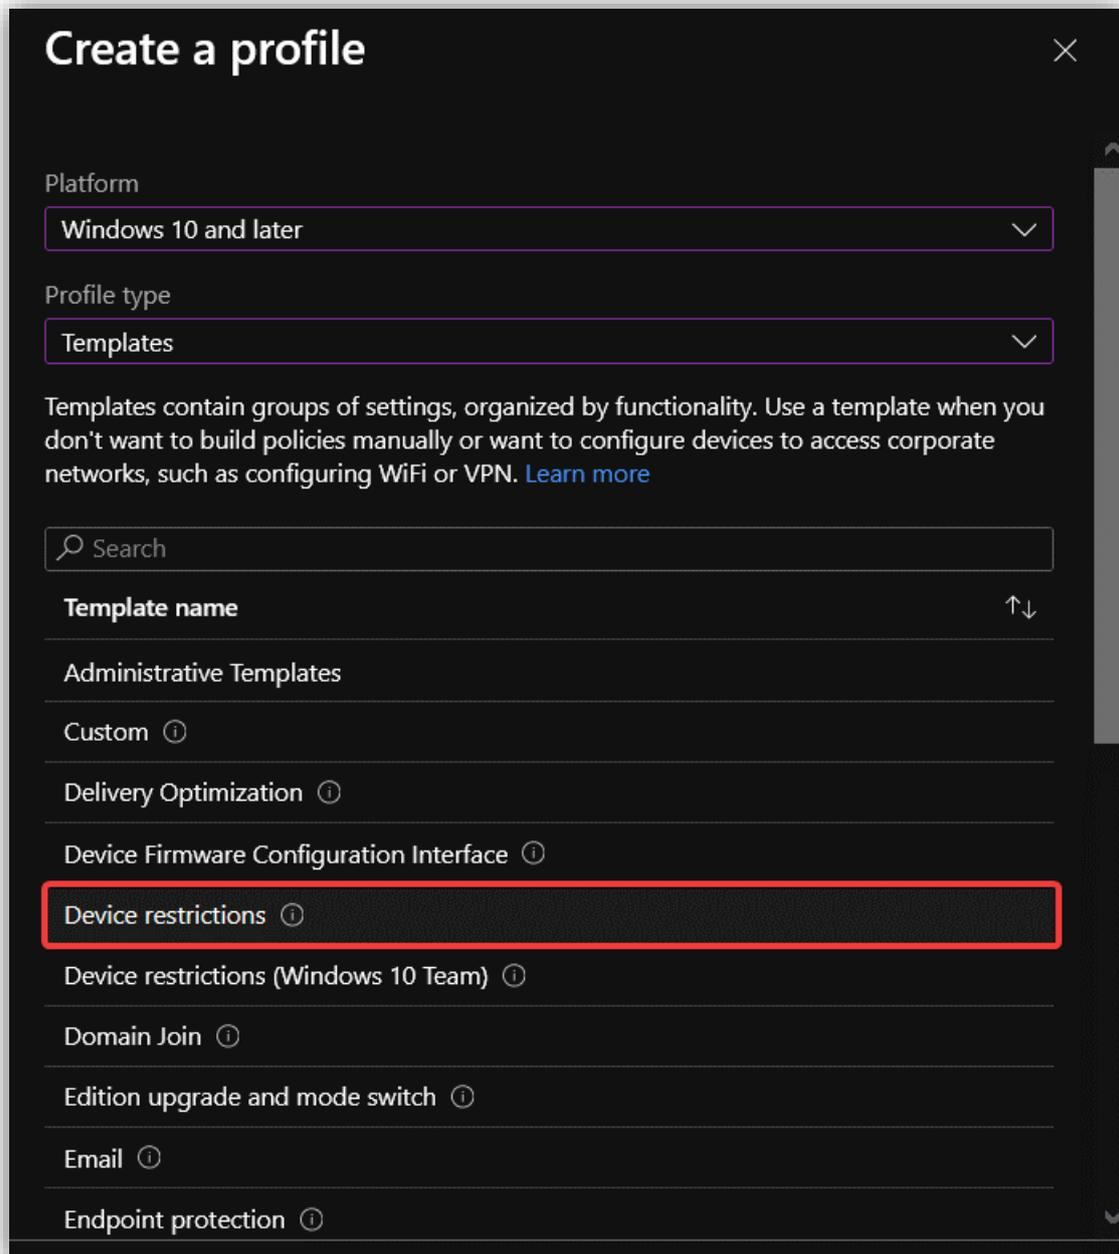 Create a profile
Platform
Windows 10 and later
Profile type
Templates
Templates contain groups of settings, organized by functionality. Use a template when you
don't want to build policies manually or want to configure devices to access corporate
networks, such as configuring WiFi or VPN. Learn more
Search
Template name
Administrative Templates
Custom
Delivery Optimization
Device Firmware Configuration Interface
Device restrictions
Device restrictions (Windows 10 Team)
Domain Join
Edition upgrade and mode switch
Email
Endpoint protection